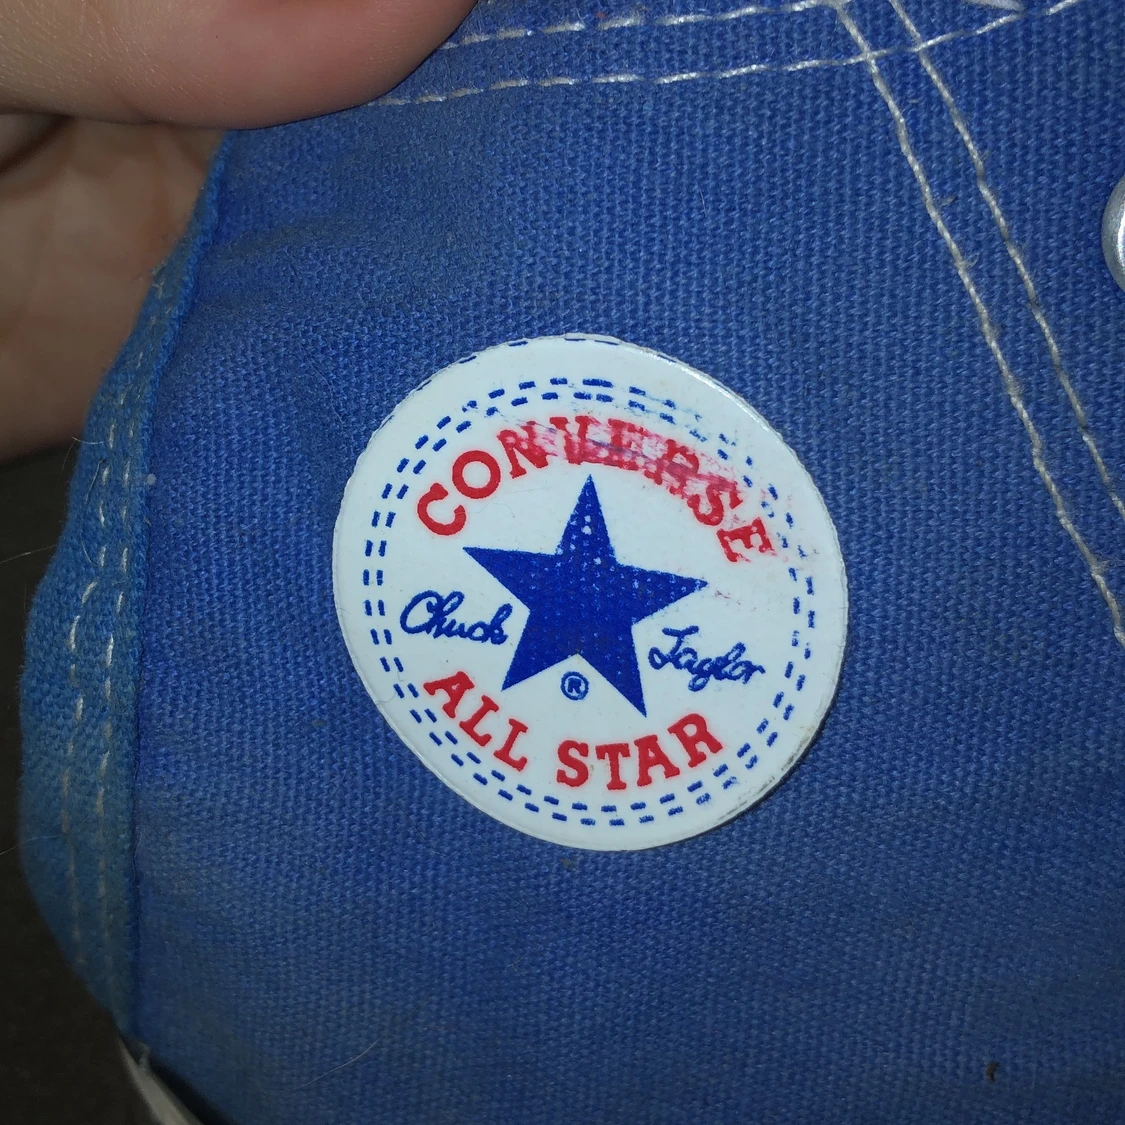 CONVERSE
Chuck Taylor
®
ALL STAR